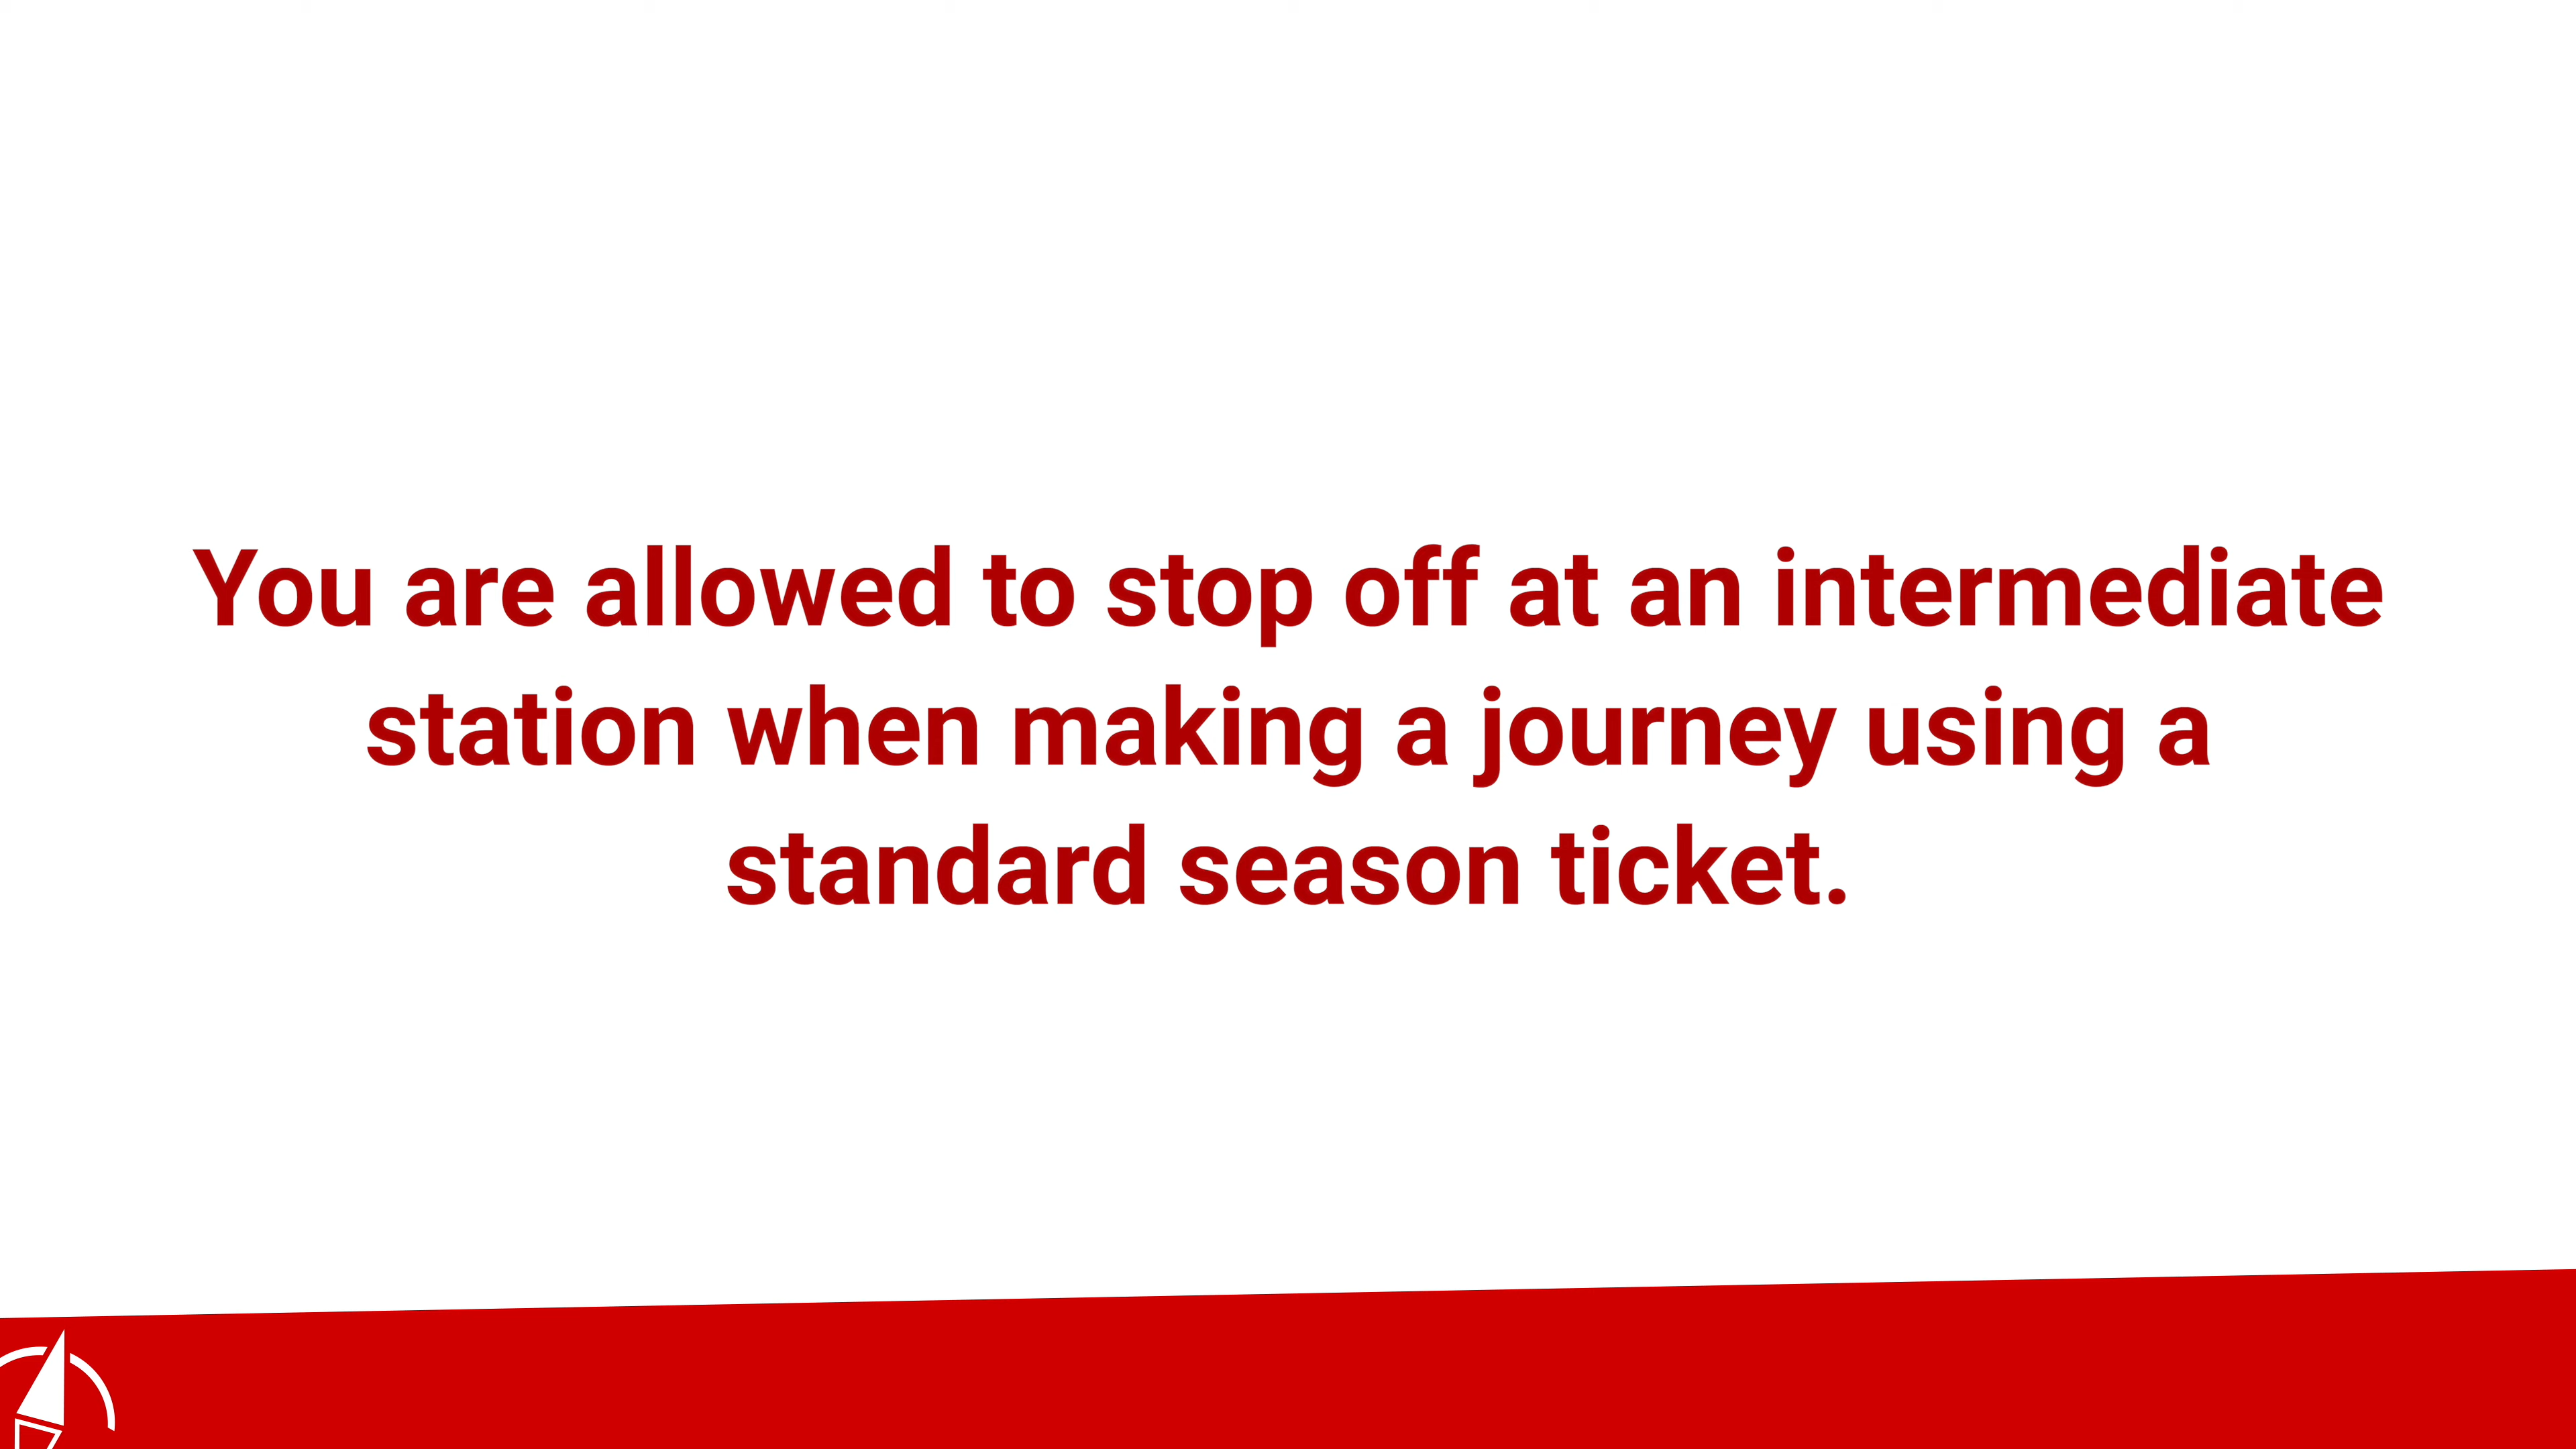 You are allowed to stop off at an intermediate
station when making a journey using a
standard season ticket.